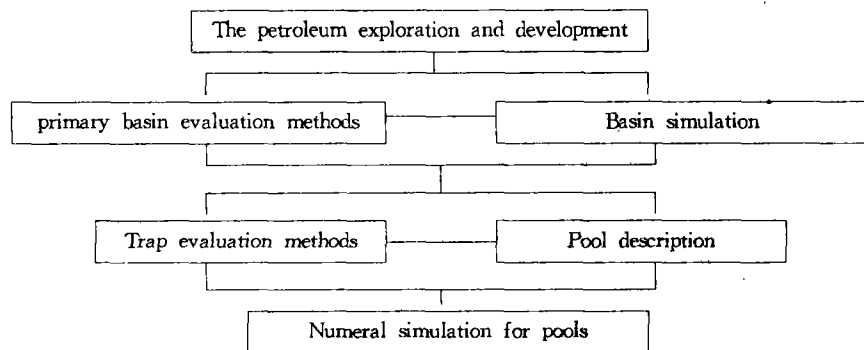 The petroleum exploration and development
primary basin evaluation methods
Basin simulation
Trap evaluation methods
Pool description
Numeral simulation for pools